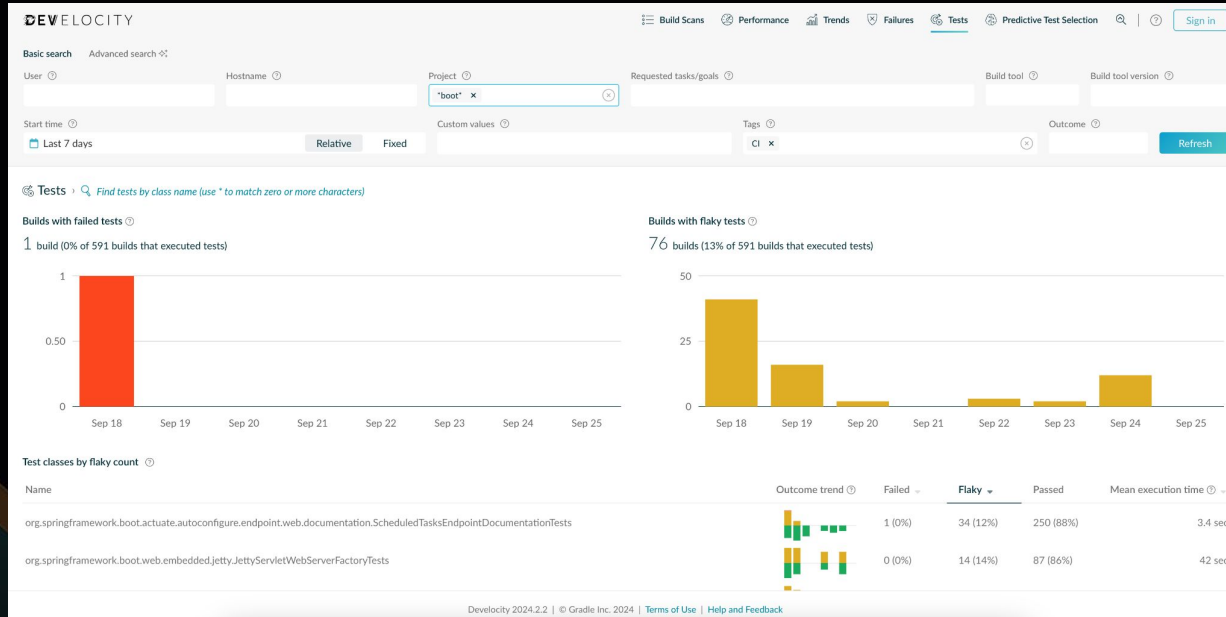 DEVELOCITY
Build Scans Performance Trends Failures Tests Predictive Test Selection Sign in
Basic search Advanced search
User Hostname Project Requested tasks/goals Build tool Build tool version
"boot" ×
Start time Custom values Tags Outcome
Last 7 days Relative Fixed CI × Refresh
Tests › Find tests by class name (use * to match zero or more characters)
Builds with failed tests Builds with flaky tests
1 build (0% of 591 builds that executed tests) 76 builds (13% of 591 builds that executed tests)
1 50
0.50 25
0 0
Sep 18 Sep 19 Sep 20 Sep 21 Sep 22 Sep 23 Sep 24 Sep 25 Sep 18 Sep 19 Sep 20 Sep 21 Sep 22 Sep 23 Sep 24 Sep 25
Test classes by flaky count
Name Outcome trend Failed Flaky Passed Mean execution time
org.springframework.boot.actuate.autoconfigure.endpoint.web.documentation.ScheduledTasksEndpointDocumentationTests 1 (0%) 34 (12%) 250 (88%) 3.4 sec
org.springframework.boot.web.embedded.jetty.JettyServletWebServerFactoryTests 0 (0%) 14 (14%) 87 (86%) 42 sec
Develocity 2024.2.2 | © Gradle Inc. 2024 | Terms of Use | Help and Feedback